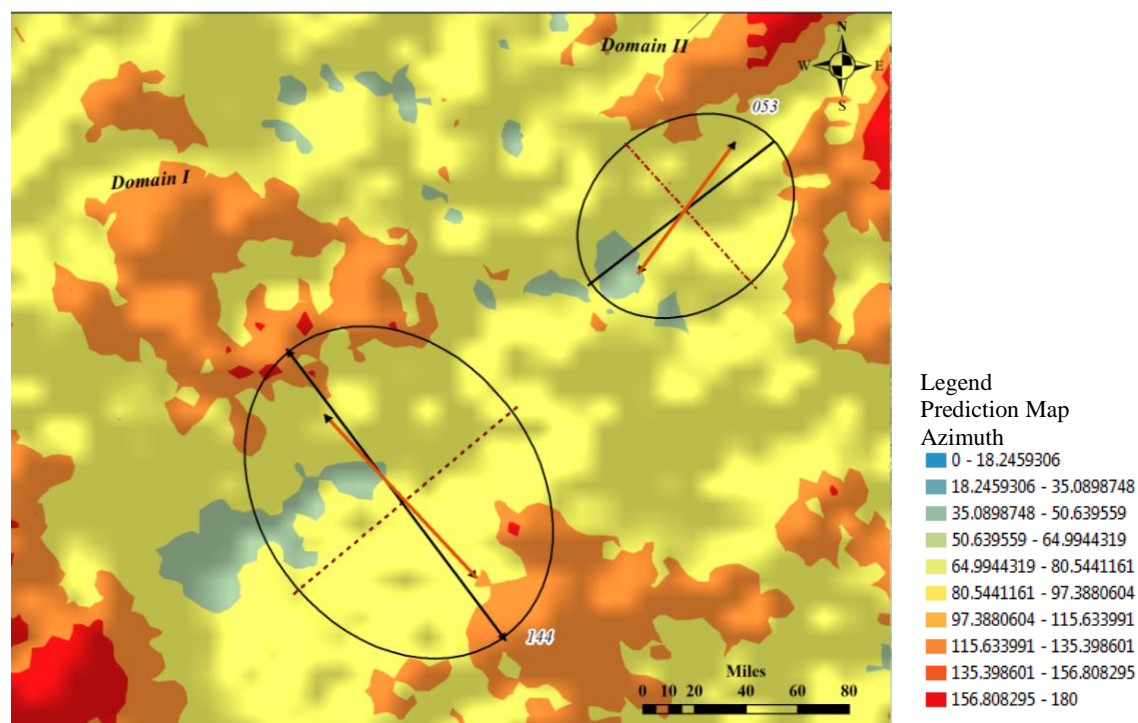 Domain II
N
W E
S
053
Domain I
144
Miles
0 10 20 40 60 80
Legend
Prediction Map
Azimuth
0 - 18.2459306
18.2459306 - 35.0898748
35.0898748 - 50.639559
50.639559 - 64.9944319
64.9944319 - 80.5441161
80.5441161 - 97.3880604
97.3880604 - 115.633991
115.633991 - 135.398601
135.398601 - 156.808295
156.808295 - 180